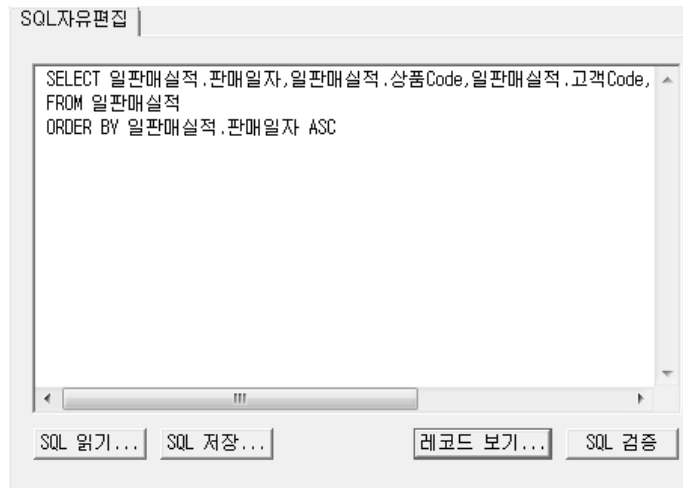 SQL자유편집
SELECT 일판매실적.판매일자,일판매실적.상품Code,일판매실적.고객Code,
FROM 일판매실적
ORDER BY 일판매실적.판매일자 ASC
SQL 읽기... SQL 저장... 레코드 보기... SQL 검증